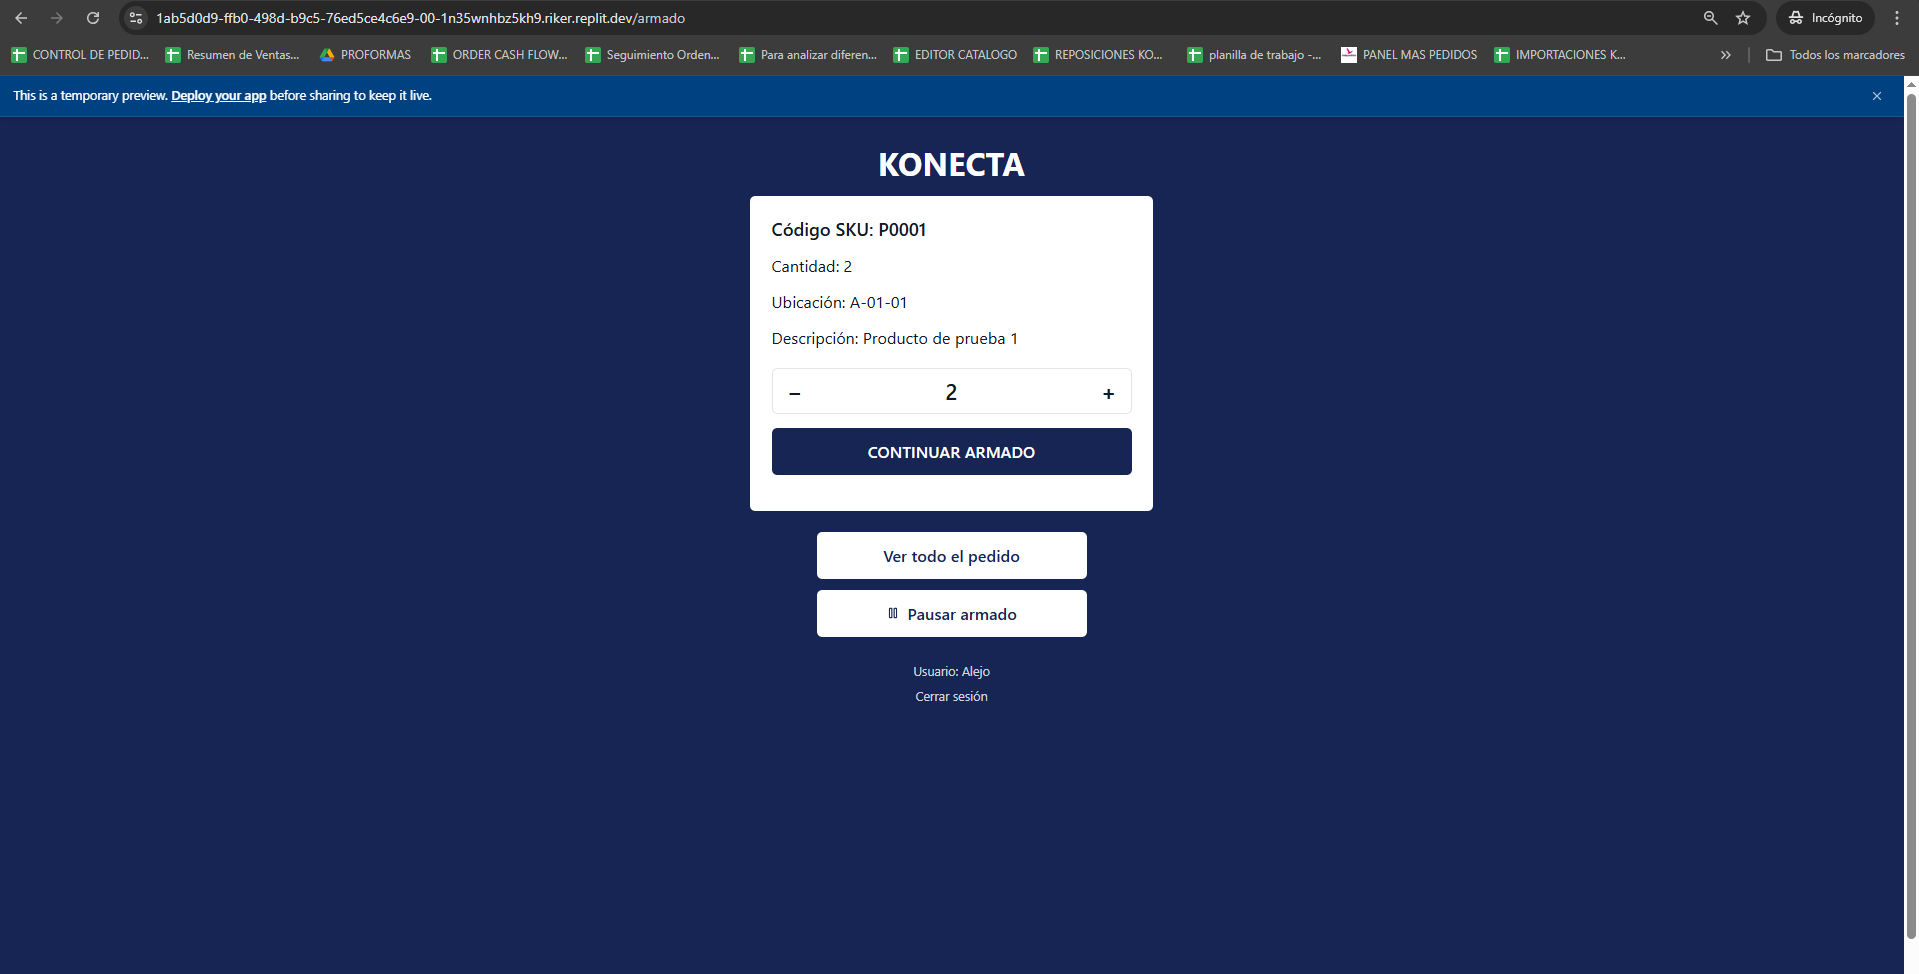 1ab5d0d9-ffb0-498d-b9c5-76ed5ce4c6e9-00-1n35wnhbz5kh9.riker.replit.dev/armado
Incógnito
CONTROL DE PEDID...
Resumen de Ventas...
PROFORMAS
ORDER CASH FLOW...
Seguimiento Orden...
Para analizar diferen...
EDITOR CATALOGO
REPOSICIONES KO...
planilla de trabajo -...
PANEL MAS PEDIDOS
IMPORTACIONES K...
»
Todos los marcadores
This is a temporary preview. Deploy your app before sharing to keep it live.
KONECTA
Código SKU: P0001
Cantidad: 2
Ubicación: A-01-01
Descripción: Producto de prueba 1
− 2 +
CONTINUAR ARMADO
Ver todo el pedido
Pausar armado
Usuario: Alejo
Cerrar sesión